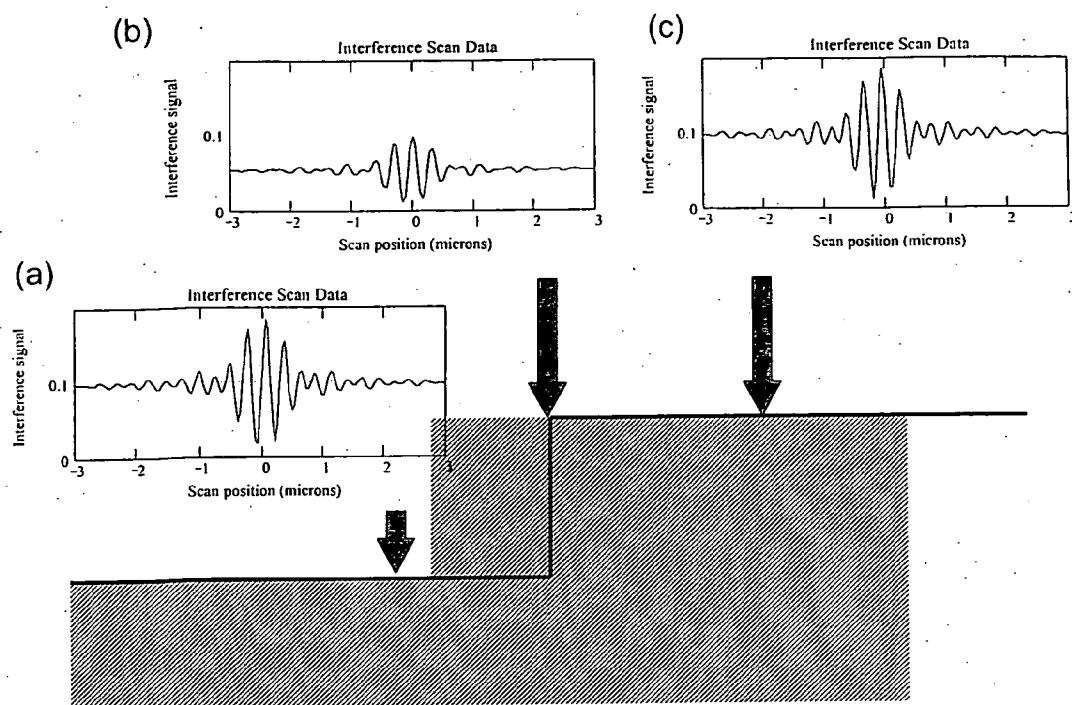 (b)
Interference Scan Data
Interference signal
0.1
0
-3 -2 -1 0 1 2 3
Scan position (microns)
(c)
Interference Scan Data
Interference signal
0.1
0
-3 -2 -1 0 1 2 3
Scan position (microns)
(a)
Interference Scan Data
Interference signal
0.1
0
-3 -2 -1 0 1 2 3
Scan position (microns)